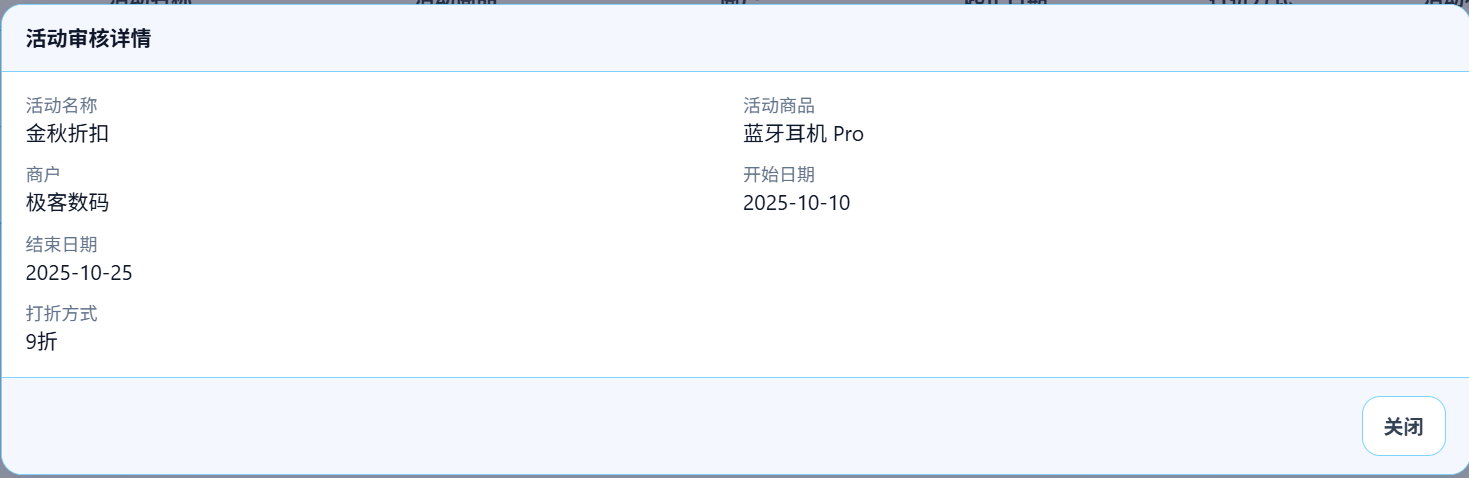 活动审核详情
活动名称
金秋折扣
活动商品
蓝牙耳机 Pro
商户
极客数码
开始日期
2025-10-10
结束日期
2025-10-25
打折方式
9折
关闭